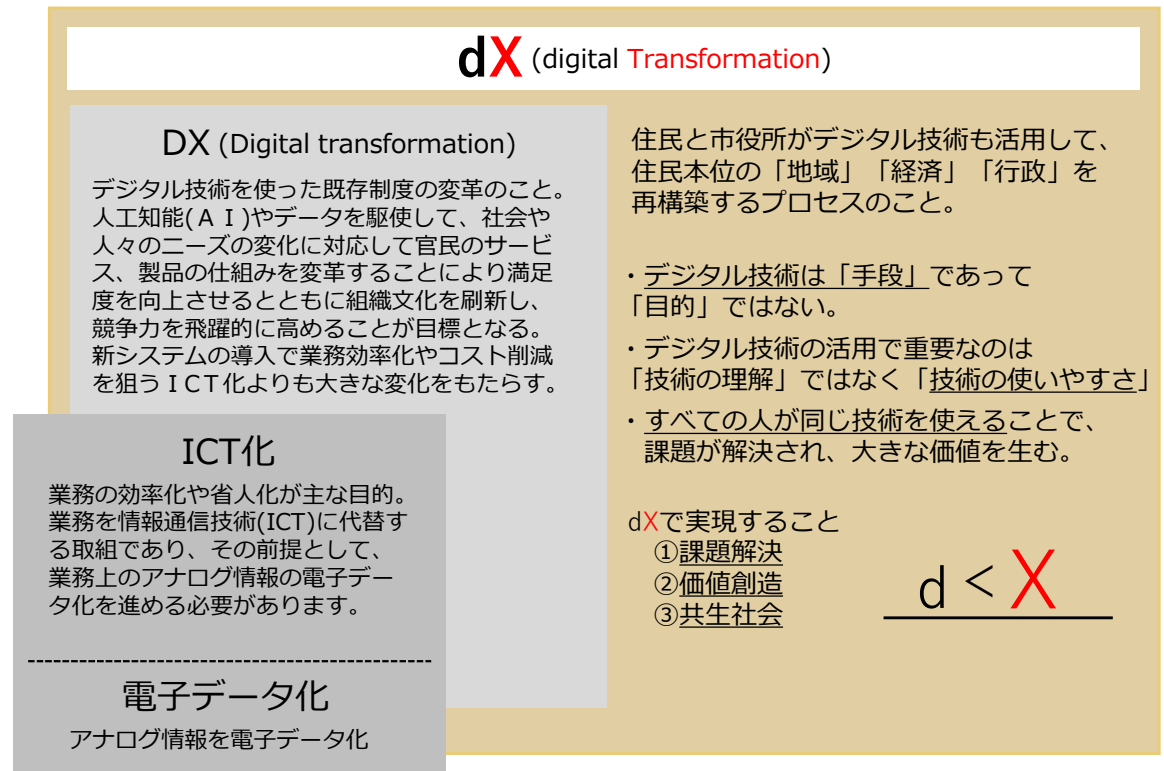 dX (digital Transformation)
DX (Digital transformation)
デジタル技術を使った既存制度の変革のこと。
人工知能(ＡＩ)やデータを駆使して、社会や
人々のニーズの変化に対応して官民のサービ
ス、製品の仕組みを変革することにより満足
度を向上させるとともに組織文化を刷新し、
競争力を飛躍的に高めることが目標となる。
新システムの導入で業務効率化やコスト削減
を狙うＩＣＴ化よりも大きな変化をもたらす。
ICT化
業務の効率化や省人化が主な目的。
業務を情報通信技術(ICT)に代替す
る取組であり、その前提として、
業務上のアナログ情報の電子デー
タ化を進める必要があります。
電子データ化
アナログ情報を電子データ化
住民と市役所がデジタル技術も活用して、
住民本位の「地域」「経済」「行政」を
再構築するプロセスのこと。
・デジタル技術は「手段」であって
「目的」ではない。
・デジタル技術の活用で重要なのは
「技術の理解」ではなく「技術の使いやすさ」
・すべての人が同じ技術を使えることで、
課題が解決され、大きな価値を生む。
dXで実現すること
①課題解決
②価値創造
③共生社会
d < X